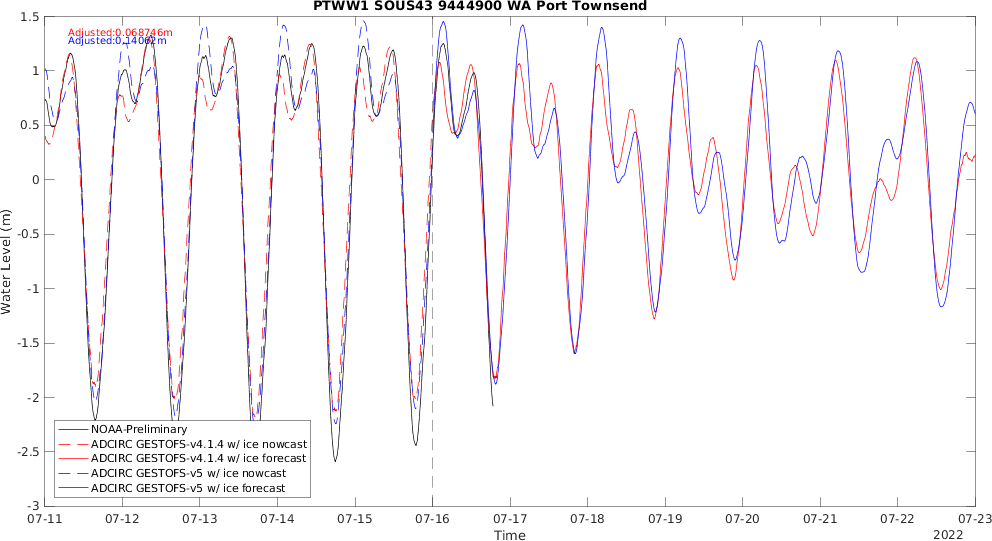 PTWW1 SOUS43 9444900 WA Port Townsend
Adjusted:0.068746m
Adjusted:0.14062m
1.5
1
0.5
0
-0.5
-1
-1.5
-2
-2.5
-3
Water Level (m)
NOAA-Preliminary
ADCIRC GESTOFS-v4.1.4 w/ ice nowcast
ADCIRC GESTOFS-v4.1.4 w/ ice forecast
ADCIRC GESTOFS-v5 w/ ice nowcast
ADCIRC GESTOFS-v5 w/ ice forecast
07-11 07-12 07-13 07-14 07-15 07-16 07-17 07-18 07-19 07-20 07-21 07-22 07-23
Time
2022